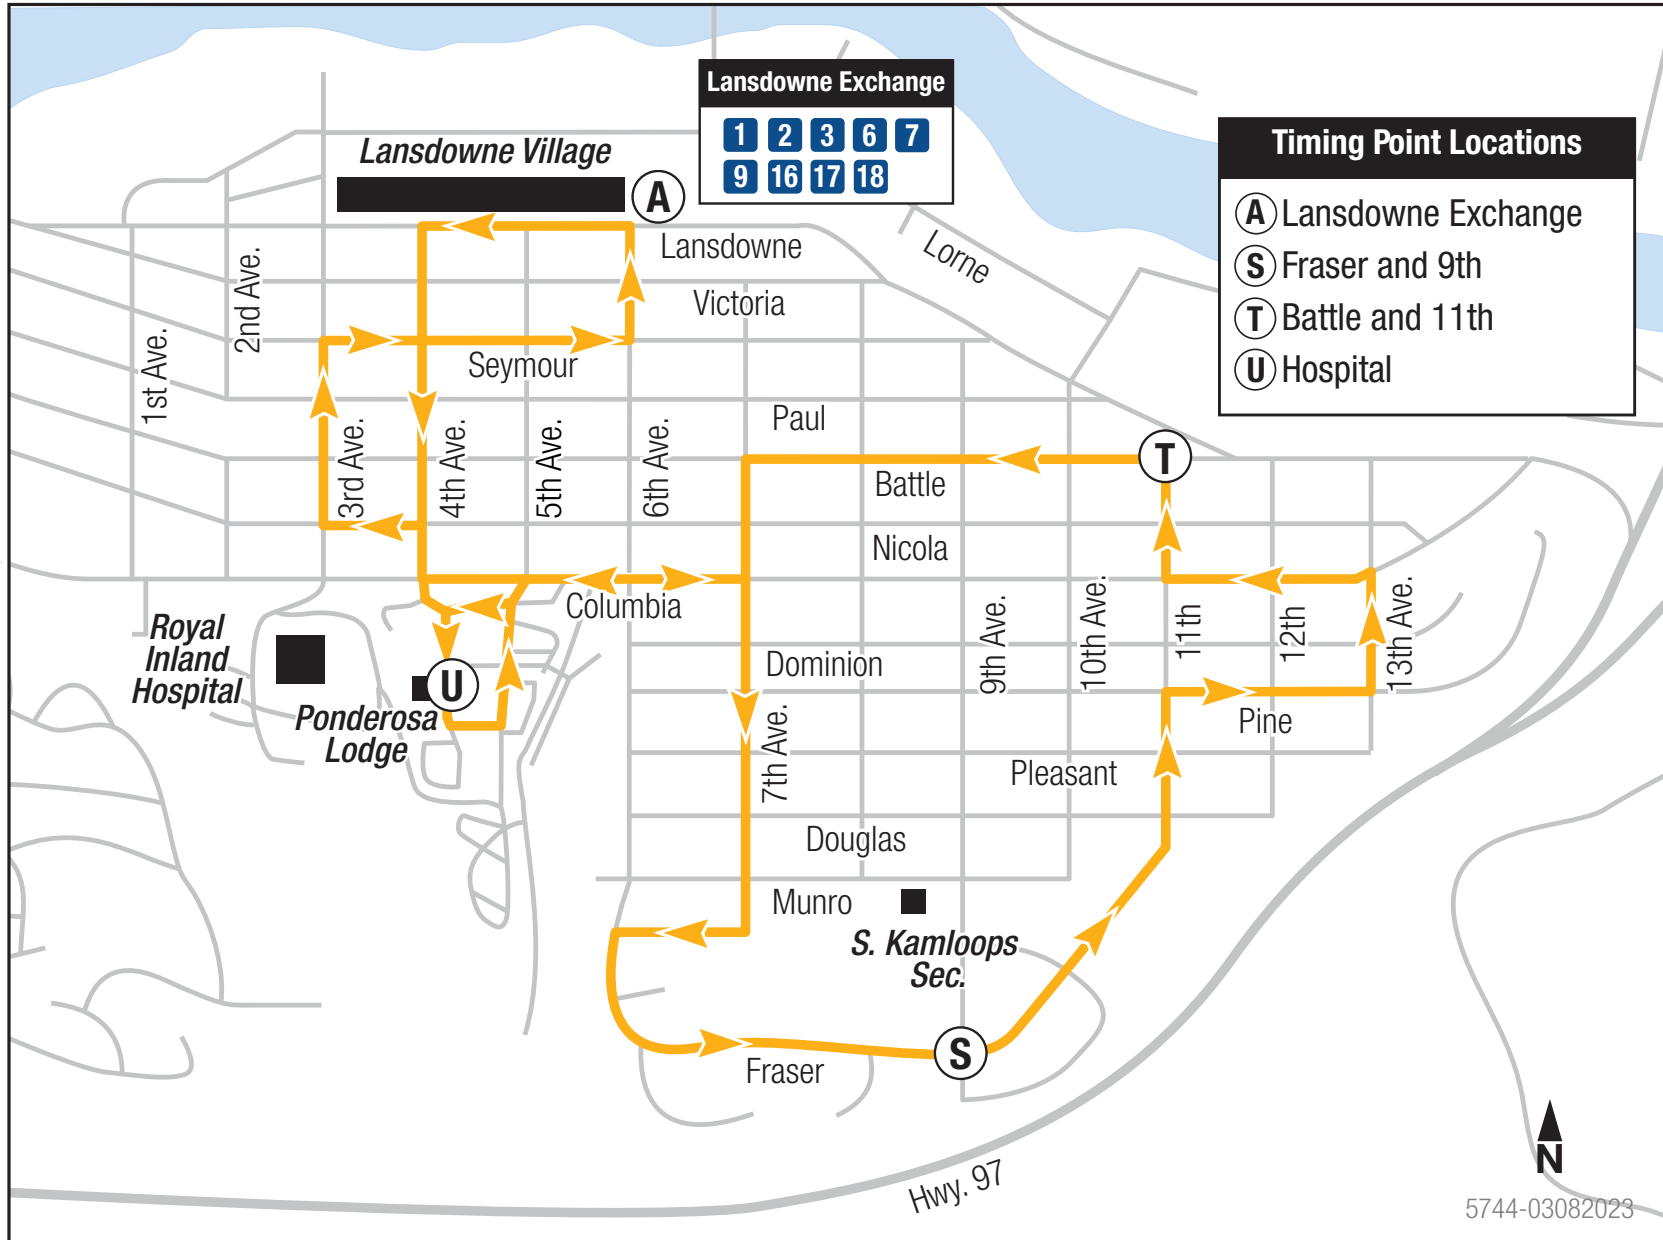 Lansdowne Exchange
1 2 3 6 7
9 16 17 18
Timing Point Locations
A Lansdowne Exchange
S Fraser and 9th
T Battle and 11th
U Hospital
Lansdowne Village
A
Lansdowne
Lorne
Victoria
Seymour
Paul
Battle
Nicola
Columbia
Dominion
Pine
Pleasant
Douglas
Munro
Fraser
1st Ave.
2nd Ave.
3rd Ave.
4th Ave.
5th Ave.
6th Ave.
7th Ave.
9th Ave.
10th Ave.
11th
12th
13th Ave.
T
Royal
Inland
Hospital
U
Ponderosa
Lodge
S. Kamloops
Sec.
S
Hwy. 97
N
5744-03082023